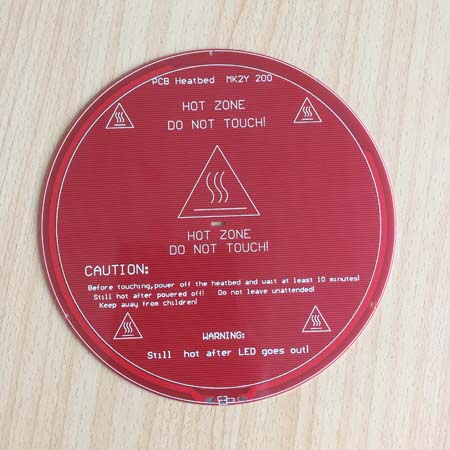 PCB Heatbed MK2Y 200
HOT ZONE
DO NOT TOUCH!
HOT ZONE
DO NOT TOUCH!
CAUTION:
Before touching,power off the heatbed and wait at least 10 minutes!
Still hot after powered off! Do not leave unattended!
Keep away from children!
WARNING:
Still hot after LED goes out!